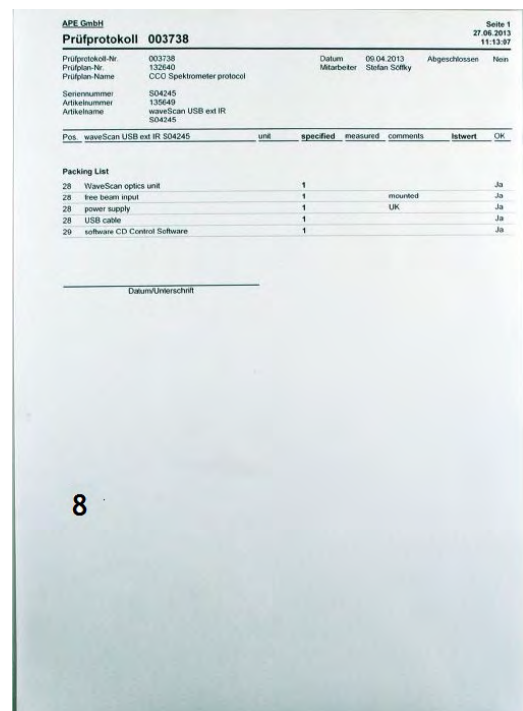 APE GmbH Seite 1
27.06.2013
Prüfprotokoll 003738 11:13:07
Prüfprotokoll-Nr. 003738 Datum 09.04.2013 Abgeschlossen Nein
Prüfplan-Nr. 132640 Mitarbeiter Stefan Söffky
Prüfplan-Name CCO Spektrometer protocol
Seriennummer S04245
Artikelnummer 135649
Artikelname waveScan USB ext IR
S04245
Pos. waveScan USB ext IR S04245 unit specified measured comments Istwert OK
Packing List
28 WaveScan optics unit 1 Ja
28 free beam input 1 mounted Ja
28 power supply 1 UK Ja
28 USB cable 1 Ja
29 software CD Control Software 1 Ja
Datum/Unterschrift
8